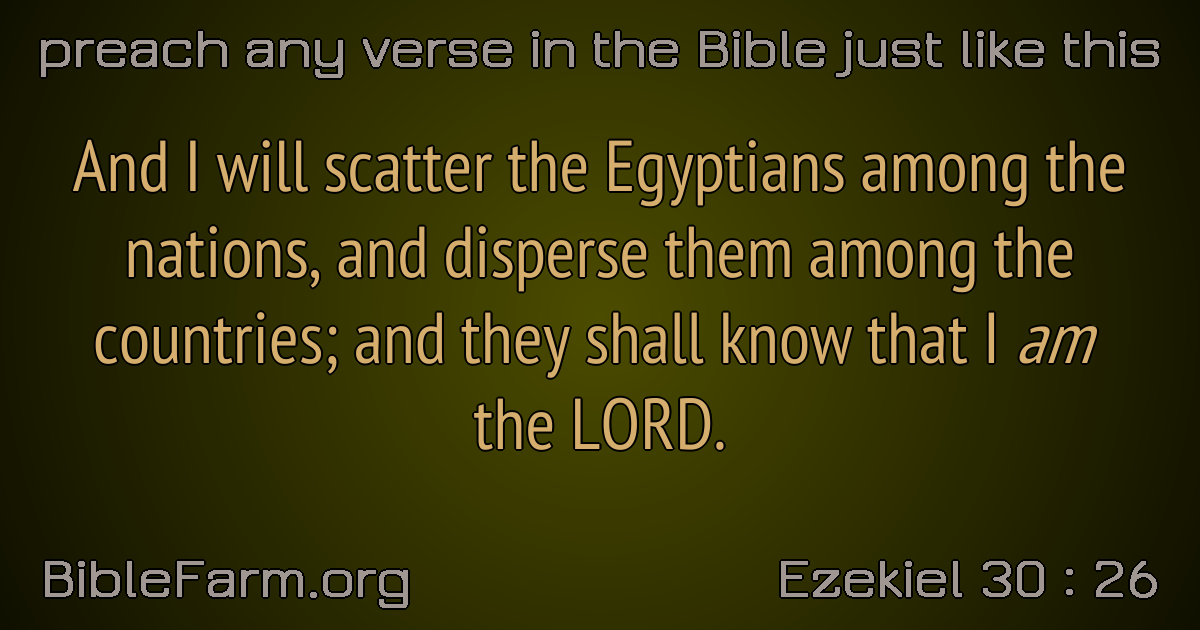 preach any verse in the Bible just like this
And I will scatter the Egyptians among the
nations, and disperse them among the
countries; and they shall know that I am
the LORD.
BibleFarm.org
Ezekiel 30 : 26